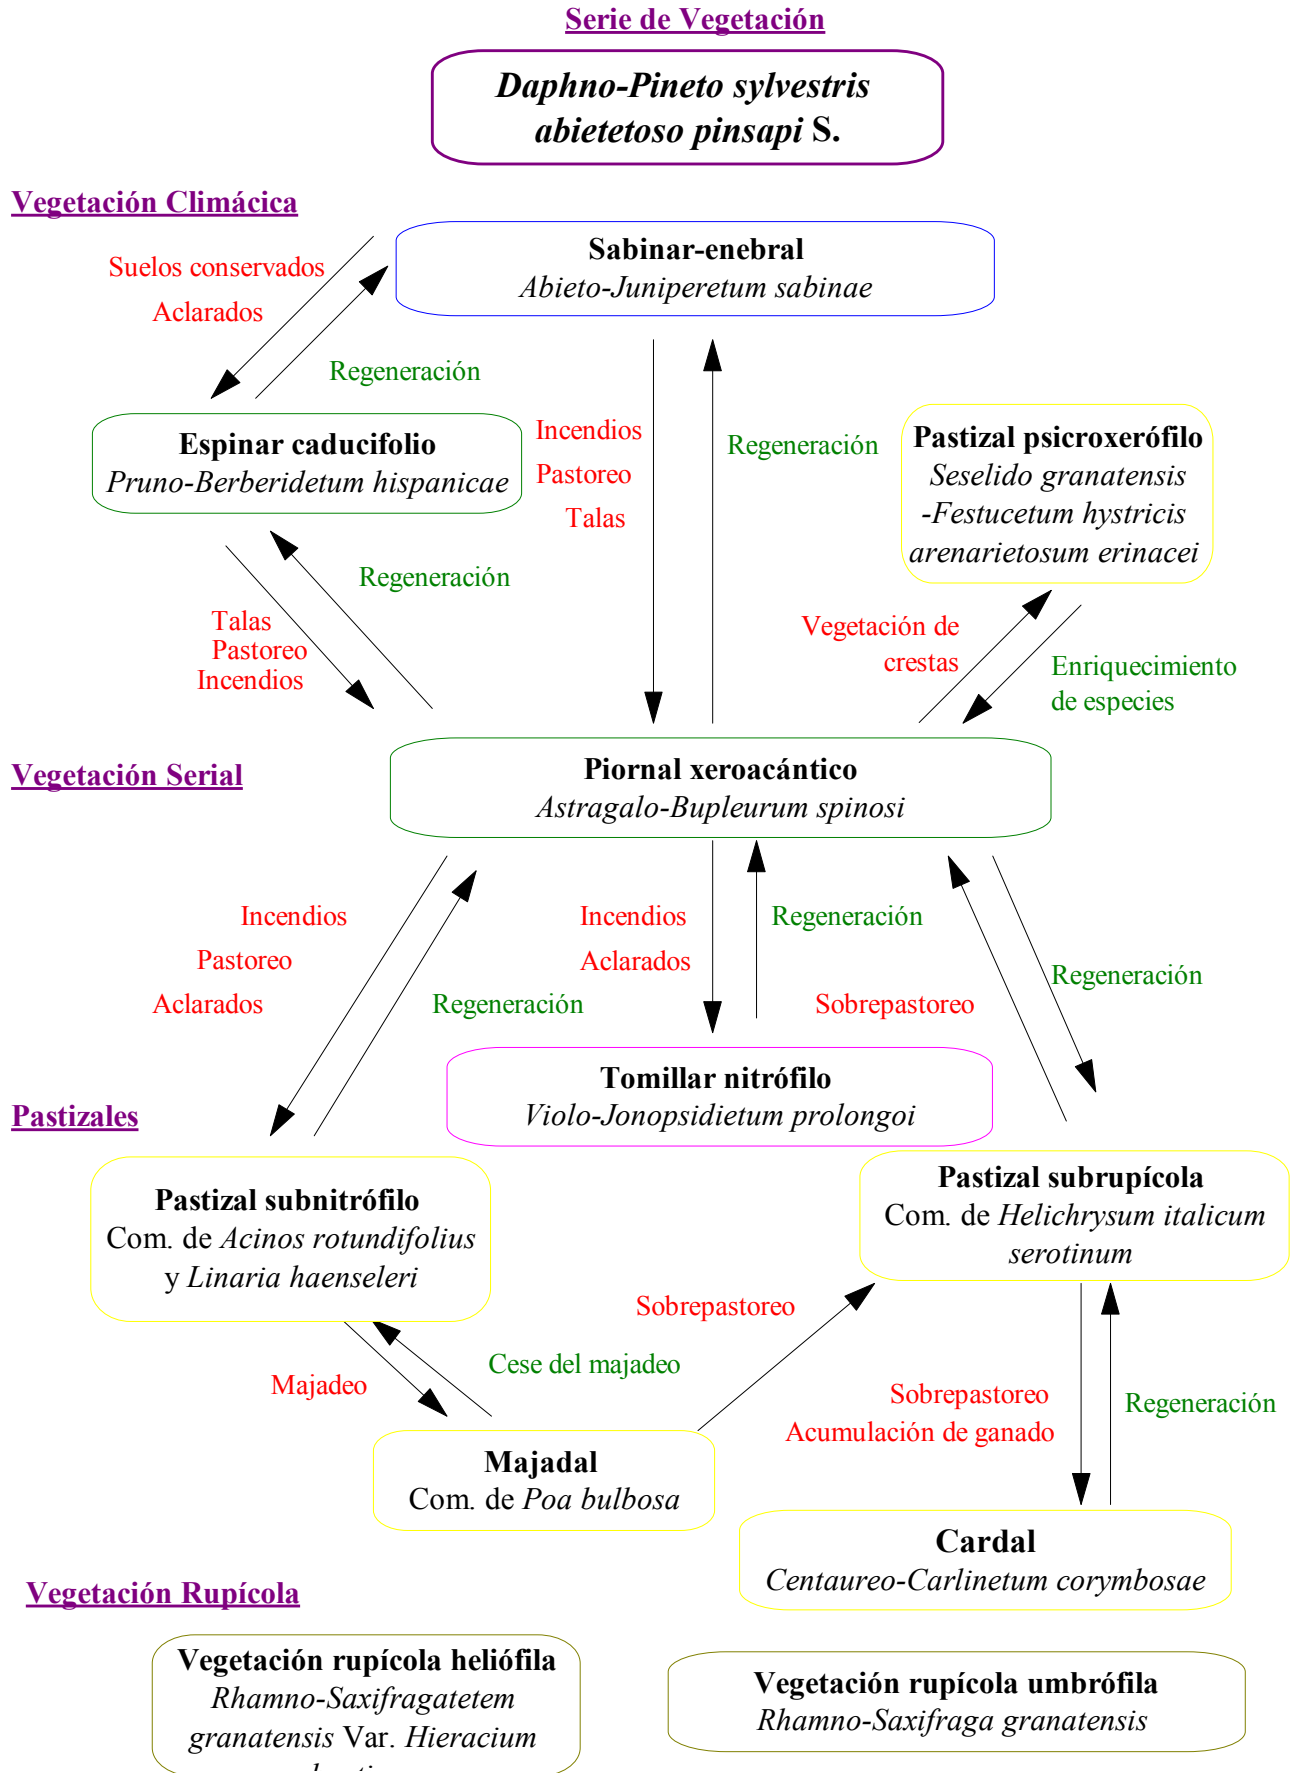 Serie de Vegetación
Daphno-Pineto sylvestris
abietetoso pinsapi S.
Vegetación Climácica
Sabinar-enebral
Abieto-Juniperetum sabinae
Suelos conservados
Aclarados
Regeneración
Espinar caducifolio
Pruno-Berberidetum hispanicae
Incendios
Pastoreo
Talas
Regeneración
Pastizal psicroxerófilo
Seselido granatensis
-Festucetum hystricis
arenarietosum erinacei
Regeneración
Talas
Pastoreo
Incendios
Vegetación de
crestas
Enriquecimiento
de especies
Vegetación Serial
Piornal xeroacántico
Astragalo-Bupleurum spinosi
Incendios
Pastoreo
Aclarados
Regeneración
Incendios
Aclarados
Regeneración
Sobrepastoreo
Regeneración
Tomillar nitrófilo
Violo-Jonopsidietum prolongoi
Pastizales
Pastizal subnitrófilo
Com. de Acinos rotundifolius
y Linaria haenseleri
Pastizal subrupícola
Com. de Helichrysum italicum
serotinum
Sobrepastoreo
Cese del majadeo
Majadeo
Sobrepastoreo
Acumulación de ganado
Regeneración
Majadal
Com. de Poa bulbosa
Cardal
Centaureo-Carlinetum corymbosae
Vegetación Rupícola
Vegetación rupícola heliófila
Rhamno-Saxifragatetem
granatensis Var. Hieracium
Vegetación rupícola umbrófila
Rhamno-Saxifraga granatensis